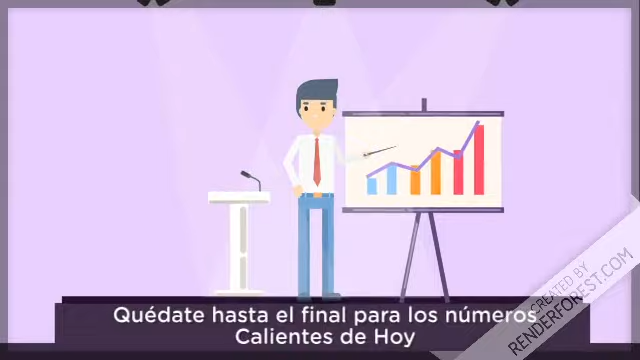 Quédate hasta el final para los números
Calientes de Hoy
CREATED BY
RENDERFOREST.COM